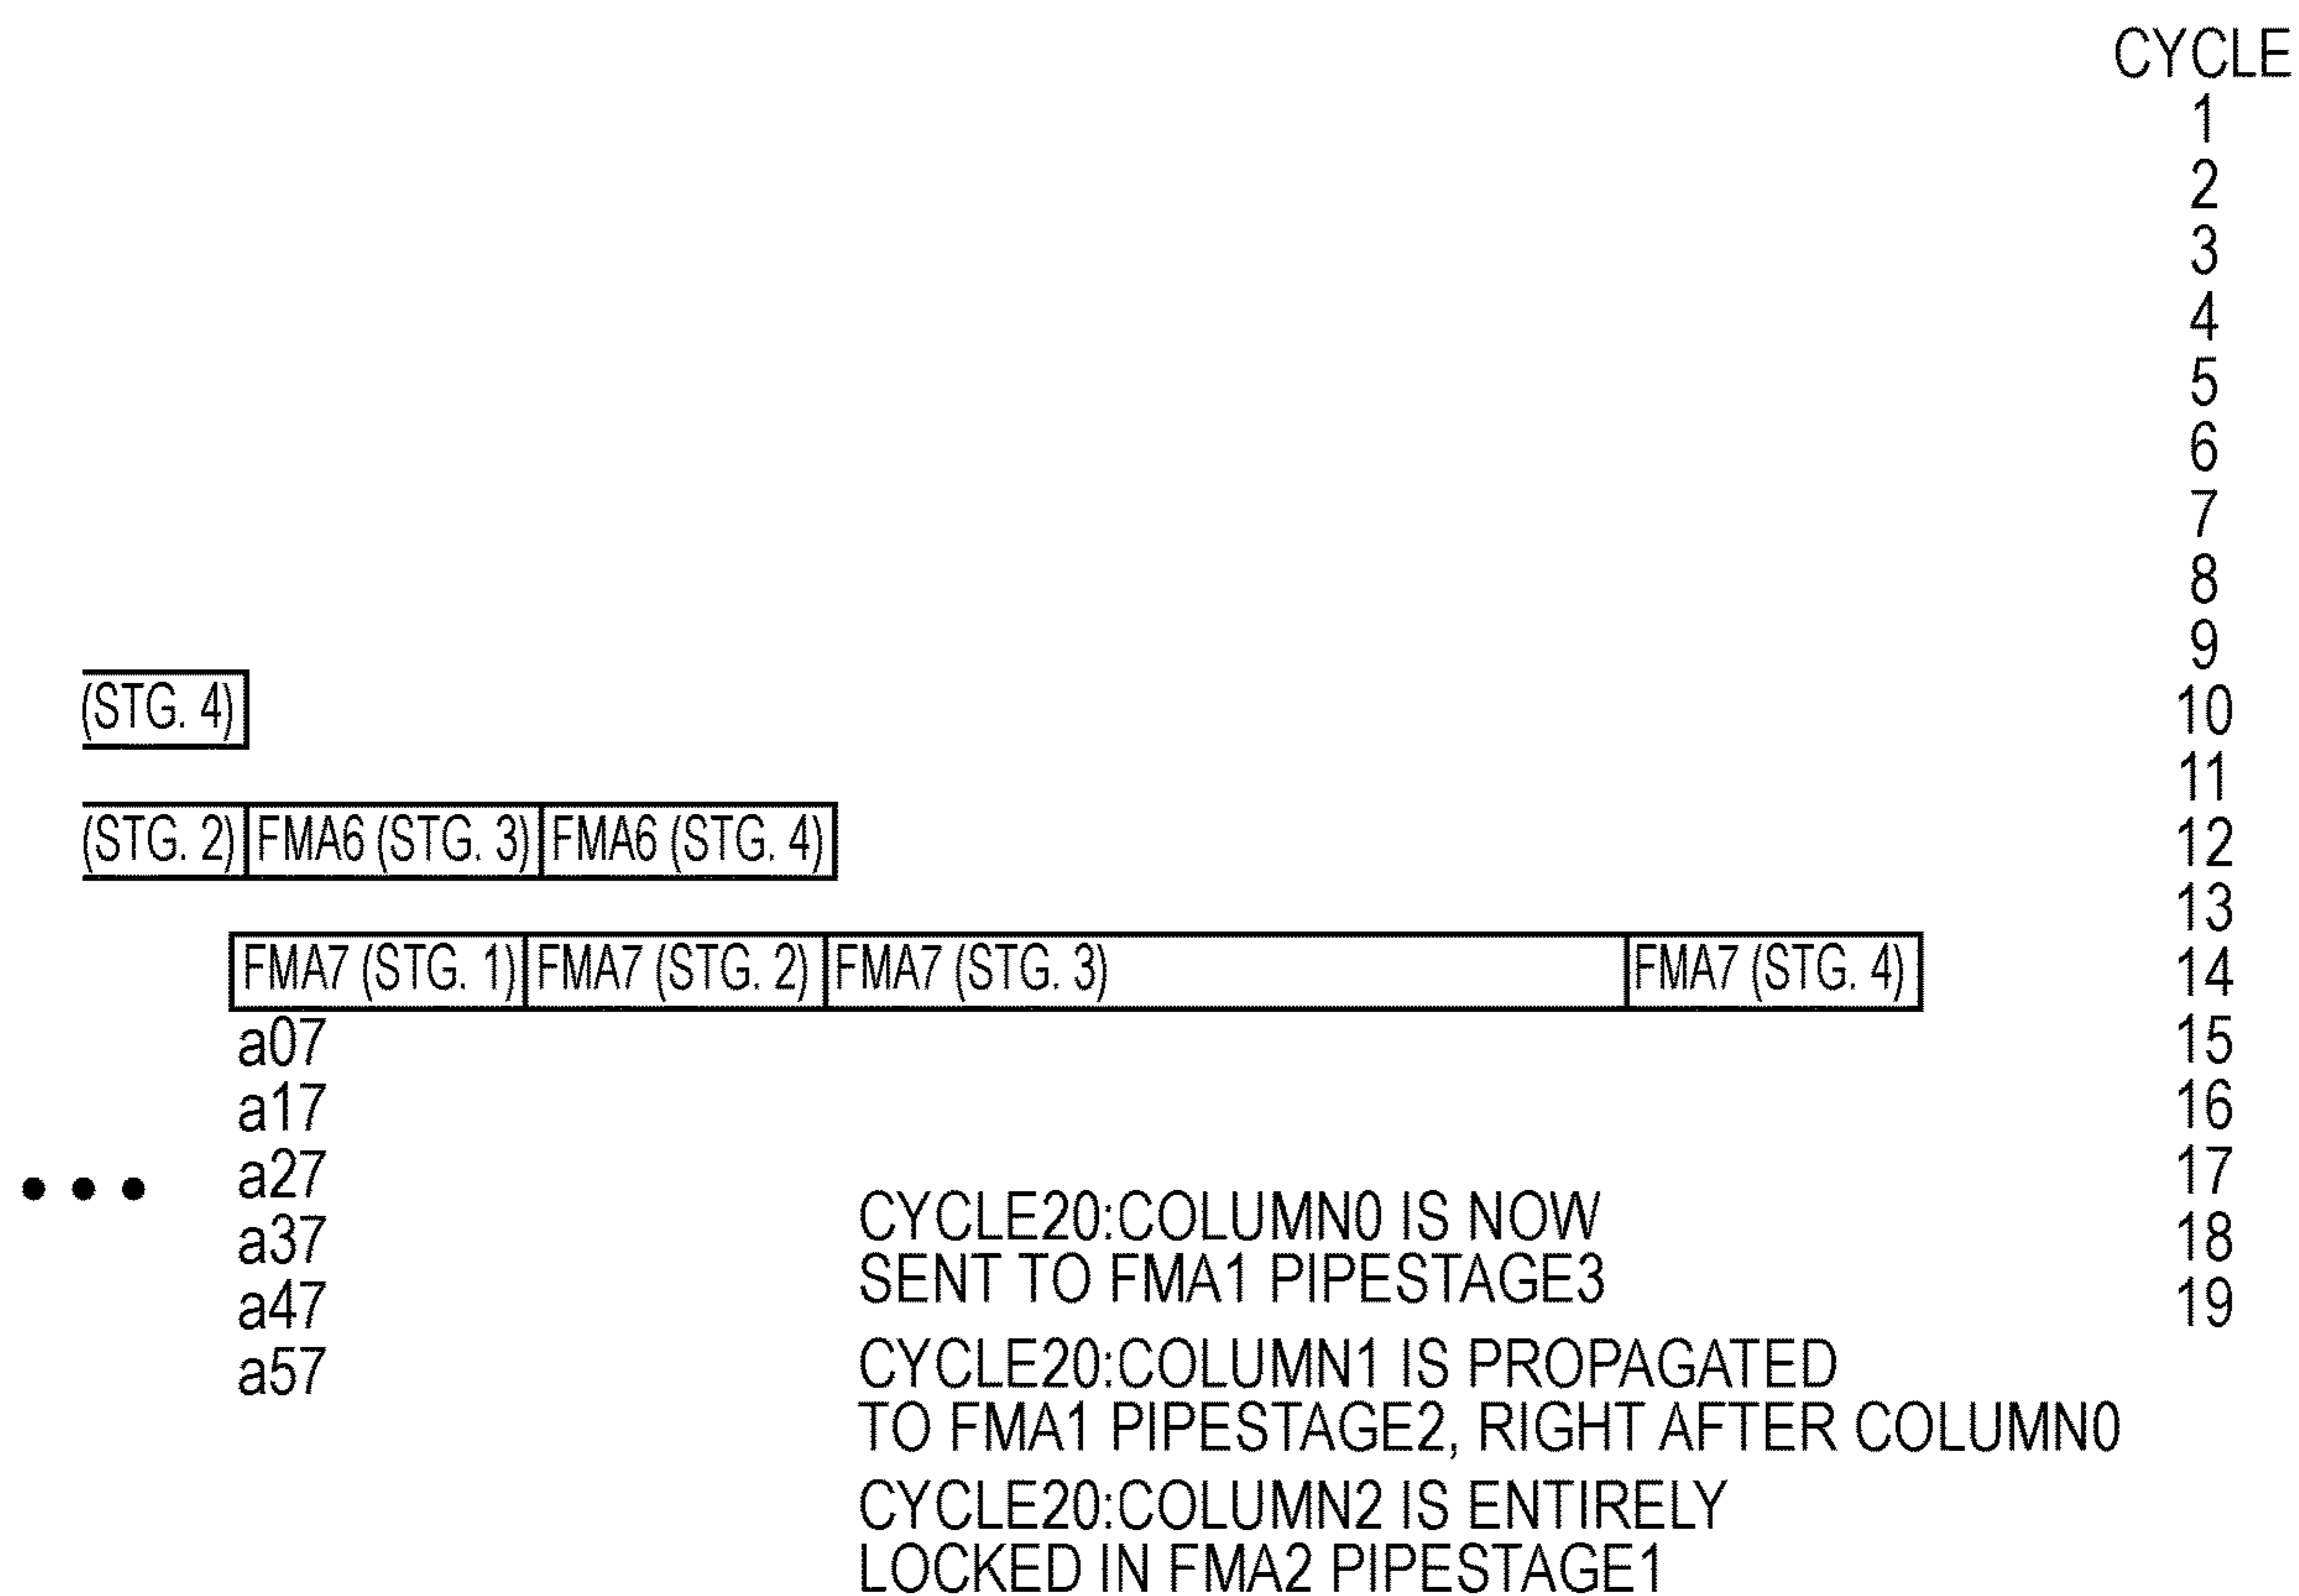 CYCLE
1
2
3
4
5
6
7
8
9
(STG. 4) 10
11
(STG. 2) FMA6 (STG. 3) FMA6 (STG. 4) 12
13
FMA7 (STG. 1) FMA7 (STG. 2) FMA7 (STG. 3) FMA7 (STG. 4) 14
a07 15
a17 16
a27 17
a37 18
a47 19
a57
CYCLE20:COLUMN0 IS NOW
SENT TO FMA1 PIPESTAGE3
CYCLE20:COLUMN1 IS PROPAGATED
TO FMA1 PIPESTAGE2, RIGHT AFTER COLUMN0
CYCLE20:COLUMN2 IS ENTIRELY
LOCKED IN FMA2 PIPESTAGE1